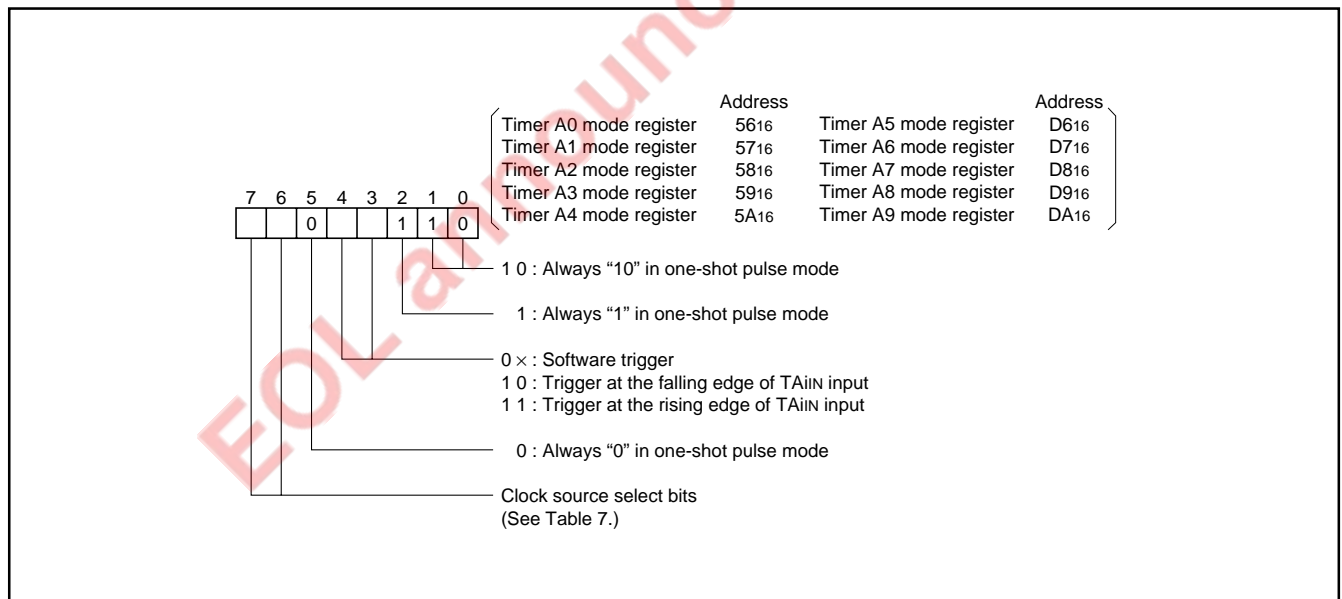 EOL announc
Address Address
Timer A0 mode register 5616 Timer A5 mode register D616
Timer A1 mode register 5716 Timer A6 mode register D716
Timer A2 mode register 5816 Timer A7 mode register D816
Timer A3 mode register 5916 Timer A8 mode register D916
Timer A4 mode register 5A16 Timer A9 mode register DA16
7 6 5 4 3 2 1 0
0 1 1 0
1 0 : Always “10” in one-shot pulse mode
1 : Always “1” in one-shot pulse mode
0 × : Software trigger
1 0 : Trigger at the falling edge of TAiIN input
1 1 : Trigger at the rising edge of TAiIN input
0 : Always “0” in one-shot pulse mode
Clock source select bits
(See Table 7.)